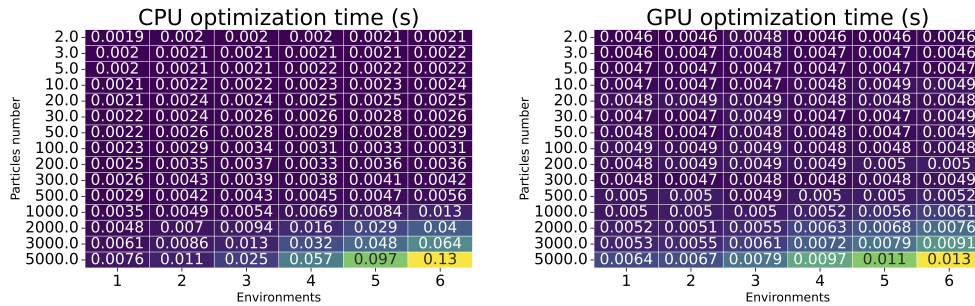 CPU optimization time (s)
2.0 0.0019 0.002 0.002 0.002 0.0021 0.0021
3.0 0.002 0.0021 0.0021 0.0021 0.0021 0.0022
5.0 0.002 0.0021 0.0021 0.0022 0.0022 0.0022
10.0 0.0021 0.0022 0.0022 0.0023 0.0023 0.0024
20.0 0.0021 0.0024 0.0024 0.0025 0.0025 0.0025
30.0 0.0022 0.0024 0.0026 0.0026 0.0028 0.0026
50.0 0.0022 0.0026 0.0028 0.0029 0.0028 0.0029
100.0 0.0023 0.0029 0.0034 0.0031 0.0033 0.0031
200.0 0.0025 0.0035 0.0037 0.0033 0.0036 0.0036
300.0 0.0026 0.0043 0.0039 0.0038 0.0041 0.0042
500.0 0.0029 0.0042 0.0043 0.0045 0.0047 0.0056
1000.0 0.0035 0.0049 0.0054 0.0069 0.0084 0.013
2000.0 0.0048 0.007 0.0094 0.016 0.029 0.04
3000.0 0.0061 0.0086 0.013 0.032 0.048 0.064
5000.0 0.0076 0.011 0.025 0.057 0.097 0.13
1 2 3 4 5 6
Environments
Particles number
GPU optimization time (s)
2.0 0.0046 0.0046 0.0048 0.0046 0.0046 0.0046
3.0 0.0046 0.0047 0.0048 0.0047 0.0047 0.0046
5.0 0.0047 0.0047 0.0047 0.0047 0.0047 0.0047
10.0 0.0047 0.0047 0.0047 0.0048 0.0049 0.0049
20.0 0.0048 0.0049 0.0049 0.0048 0.0048 0.0048
30.0 0.0047 0.0047 0.0049 0.0047 0.0047 0.0049
50.0 0.0048 0.0047 0.0048 0.0048 0.0047 0.0049
100.0 0.0049 0.0049 0.0049 0.0048 0.0048 0.0048
200.0 0.0048 0.0049 0.0049 0.0049 0.005 0.005
300.0 0.0048 0.0049 0.0049 0.0048 0.0048 0.0049
500.0 0.005 0.005 0.0049 0.005 0.005 0.0052
1000.0 0.005 0.005 0.005 0.0052 0.0056 0.0061
2000.0 0.0052 0.0051 0.0055 0.0063 0.0068 0.0076
3000.0 0.0053 0.0055 0.0061 0.0072 0.0079 0.0091
5000.0 0.0064 0.0067 0.0079 0.0097 0.011 0.013
1 2 3 4 5 6
Environments
Particles number